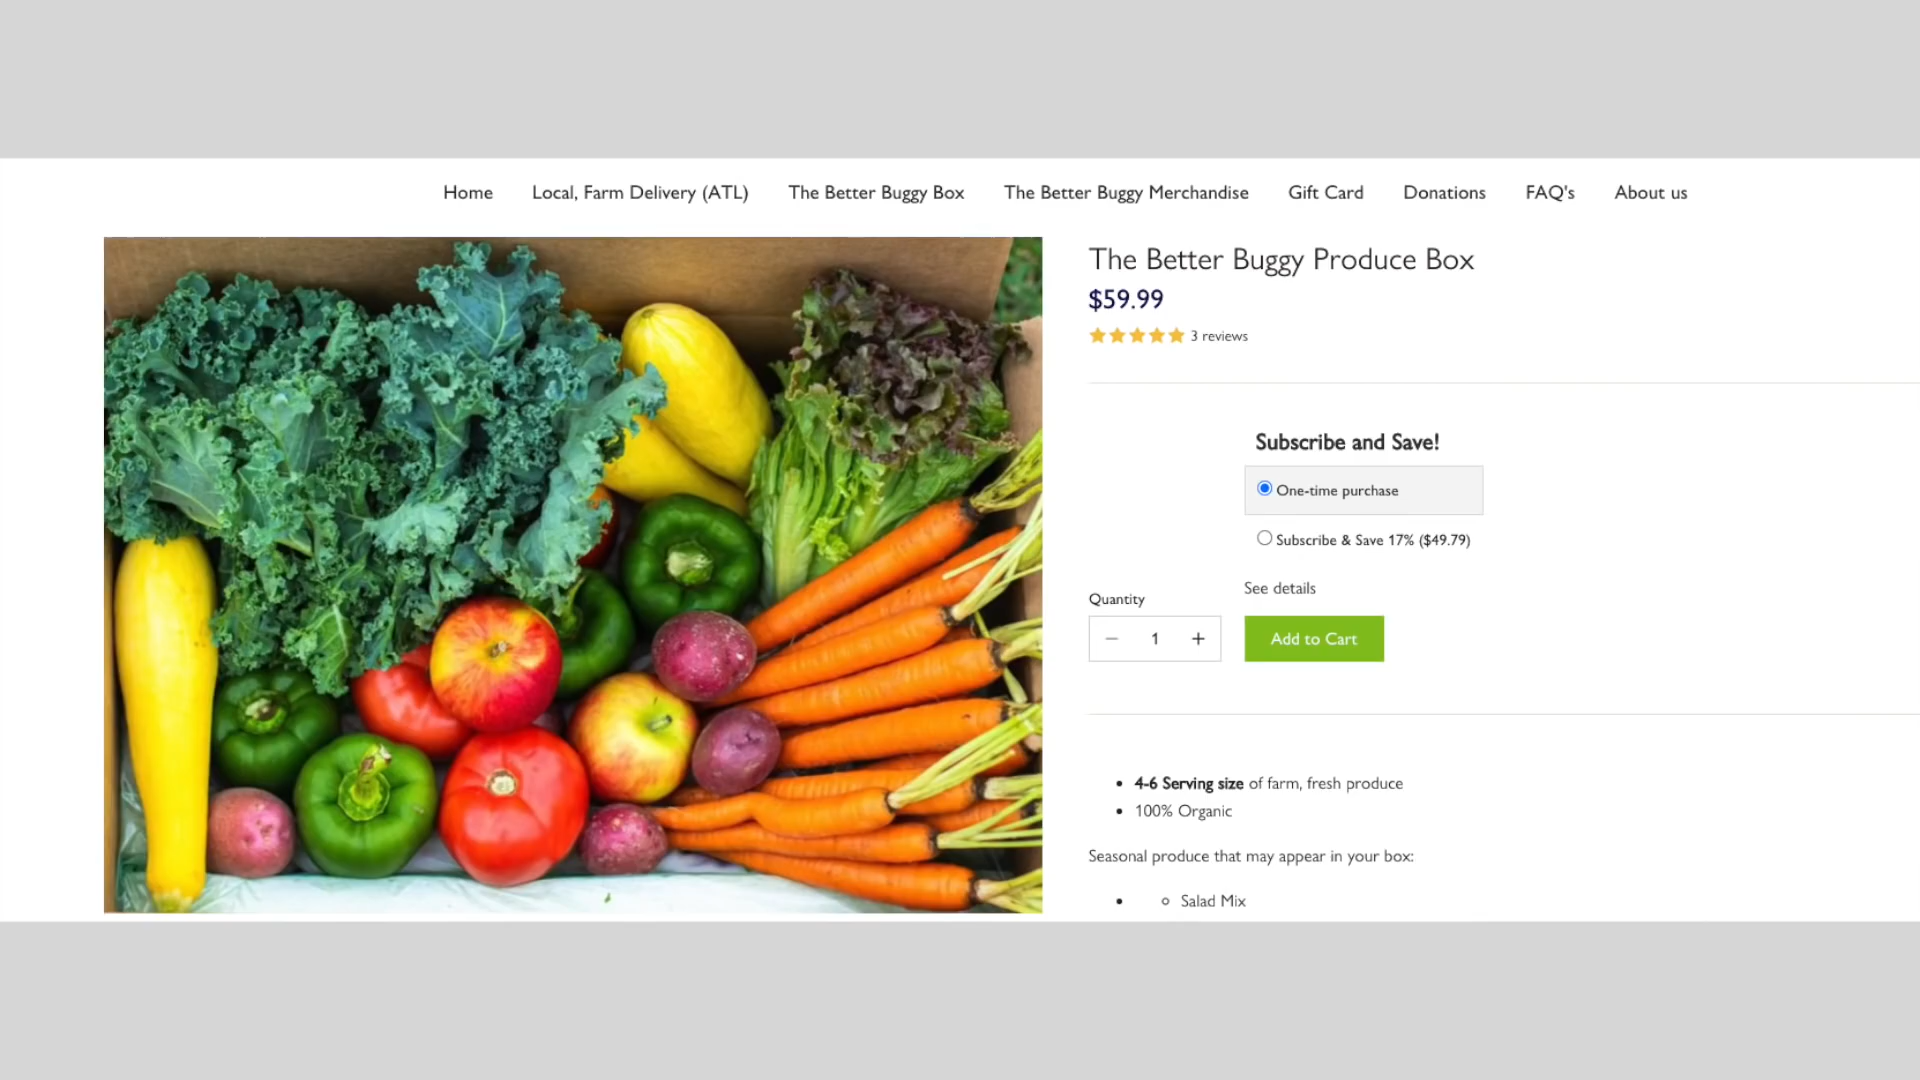 Home Local, Farm Delivery (ATL) The Better Buggy Box The Better Buggy Merchandise Gift Card Donations FAQ's About us
The Better Buggy Produce Box
$59.99
3 reviews
Subscribe and Save!
One-time purchase
Subscribe & Save 17% ($49.79)
See details
Quantity
− 1 +
Add to Cart
• 4-6 Serving size of farm, fresh produce
• 100% Organic
Seasonal produce that may appear in your box:
• ○ Salad Mix